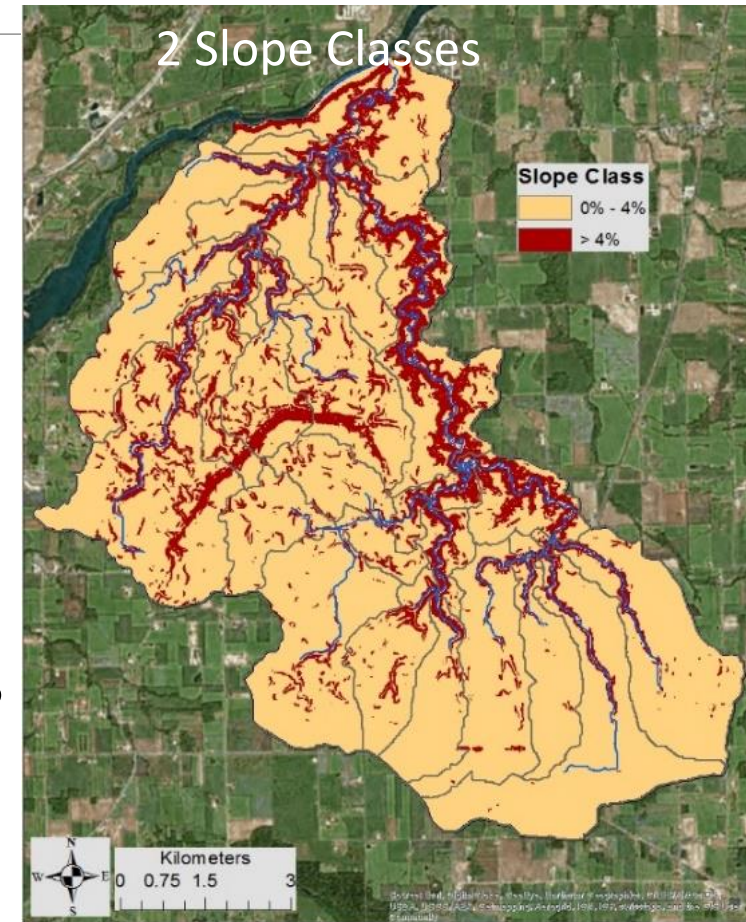 2 Slope Classes
Slope Class
0% - 4%
> 4%
N
W E
S
Kilometers
0 0.75 1.5 3